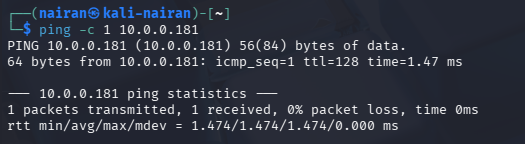 ┌──(nairan㉿kali-nairan)-[~]
└─$ ping -c 1 10.0.0.181
PING 10.0.0.181 (10.0.0.181) 56(84) bytes of data.
64 bytes from 10.0.0.181: icmp_seq=1 ttl=128 time=1.47 ms
--- 10.0.0.181 ping statistics ---
1 packets transmitted, 1 received, 0% packet loss, time 0ms
rtt min/avg/max/mdev = 1.474/1.474/1.474/0.000 ms